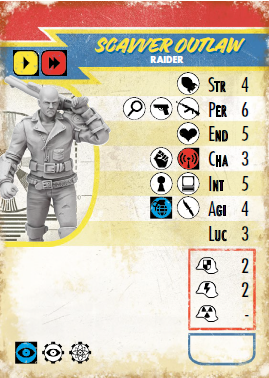 SCAVVER OUTLAW
RAIDER
STR 4
PER 6
END 5
CHA 3
INT 5
AGI 4
LUC 3
2
2
-